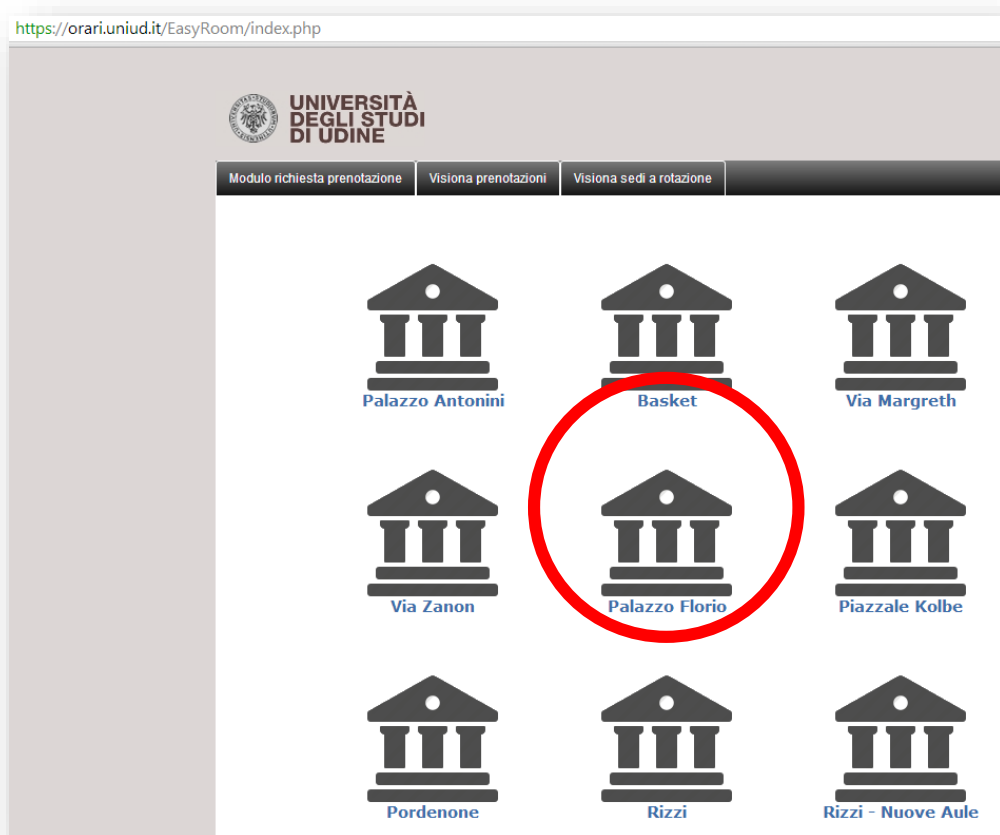 https://orari.uniud.it/EasyRoom/index.php
UNIVERSITÀ
DEGLI STUDI
DI UDINE
Modulo richiesta prenotazione Visiona prenotazioni Visiona sedi a rotazione
Palazzo Antonini Basket Via Margreth
Via Zanon Palazzo Florio Piazzale Kolbe
Pordenone Rizzi Rizzi - Nuove Aule